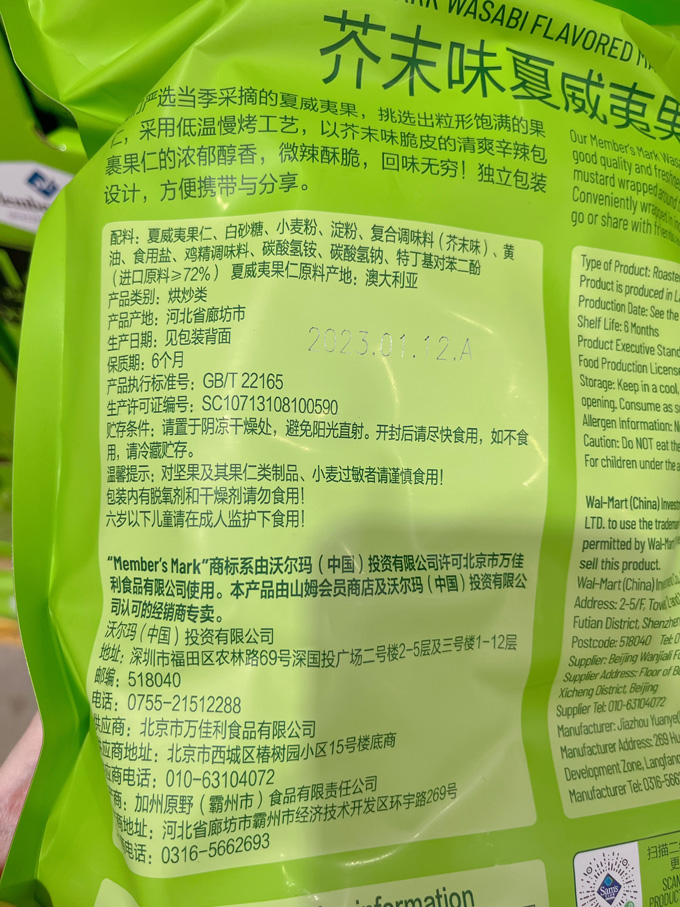 WASABI FLAVORED
芥末味夏威夷果
严选当季采摘的夏威夷果，挑选出粒形饱满的果
仁，采用低温慢烤工艺，以芥末味脆皮的清爽辛辣包
裹果仁的浓郁醇香，微辣酥脆，回味无穷！独立包装
设计，方便携带与分享。
配料：夏威夷果仁、白砂糖、小麦粉、淀粉、复合调味料（芥末味）、黄
油、食用盐、鸡精调味料、碳酸氢铵、碳酸氢钠、特丁基对苯二酚
（进口原料≥72%） 夏威夷果仁原料产地：澳大利亚
产品类别：烘炒类
产品产地：河北省廊坊市
生产日期：见包装背面
2023.01.12.A
保质期：6个月
产品执行标准号：GB/T 22165
生产许可证编号：SC10713108100590
贮存条件：请置于阴凉干燥处，避免阳光直射。开封后请尽快食用，如不食
用，请冷藏贮存。
温馨提示：对坚果及其果仁类制品、小麦过敏者请谨慎食用！
包装内有脱氧剂和干燥剂请勿食用！
六岁以下儿童请在成人监护下食用！
“Member's Mark”商标系由沃尔玛（中国）投资有限公司许可北京市万佳
利食品有限公司使用。本产品由山姆会员商店及沃尔玛（中国）投资有限公
司认可的经销商专卖。
沃尔玛（中国）投资有限公司
地址：深圳市福田区农林路69号深国投广场二号楼2-5层及三号楼1-12层
邮编：518040
电话：0755-21512288
供应商：北京市万佳利食品有限公司
应商地址：北京市西城区椿树园小区15号楼底商
应商电话：010-63104072
商：加州原野（霸州市）食品有限责任公司
商地址：河北省廊坊市霸州市经济技术开发区环宇路269号
电话：0316-5662693
Our Member's Mark Was
good quality and freshne
mustard wrapped around
Conveniently wrapped in
go or share with friends
Type of Product: Roaste
Product is produced in
Production Date: See the
Shelf Life: 6 Months
Product Executive Stand
Food Production License
Storage: Keep in a cool,
opening. Consume as s
Allergen Information: N
Caution: Do NOT eat the
For children under the a
Wal-Mart (China) Invest
LTD. to use the tradem
permitted by Wal-Mart
sell this product.
Wal-Mart (China) Invest
Address: 2-5/F, Tow
Futian District, Shenzhen
Postcode: 518040 Tel: 0
Supplier: Beijing Wanjiali F
Supplier Address: Floor of B
Xicheng District, Beijing
Supplier Tel: 010-63104072
Manufacturer: Jiazhou Yuanye
Manufacturer Address: 269 Hu
Development Zone, Langfang
Manufacturer Tel: 0316-566
扫描二
SCAN
PRODUC
Sam's
information